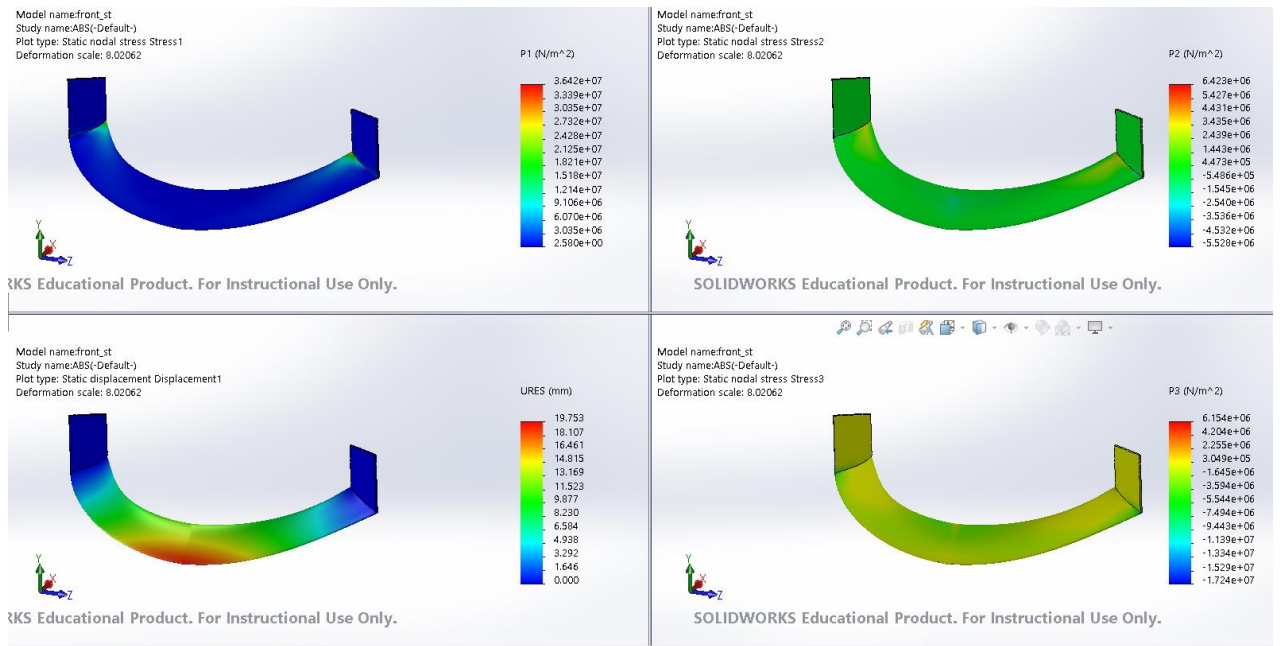 Model name:front_st
Study name:ABS(-Default-)
Plot type: Static nodal stress Stress1
Deformation scale: 8.02062
P1 (N/m^2)
3.642e+07
3.339e+07
3.035e+07
2.732e+07
2.428e+07
2.125e+07
1.821e+07
1.518e+07
1.214e+07
9.106e+06
6.070e+06
3.035e+06
2.580e+00
Y
X
Z
RKS Educational Product. For Instructional Use Only.
Model name:front_st
Study name:ABS(-Default-)
Plot type: Static nodal stress Stress2
Deformation scale: 8.02062
P2 (N/m^2)
6.423e+06
5.427e+06
4.431e+06
3.435e+06
2.439e+06
1.443e+06
4.473e+05
-5.486e+05
-1.545e+06
-2.540e+06
-3.536e+06
-4.532e+06
-5.528e+06
Y
X
Z
SOLIDWORKS Educational Product. For Instructional Use Only.
Model name:front_st
Study name:ABS(-Default-)
Plot type: Static displacement Displacement1
Deformation scale: 8.02062
URES (mm)
19.753
18.107
16.461
14.815
13.169
11.523
9.877
8.230
6.584
4.938
3.292
1.646
0.000
Y
X
Z
RKS Educational Product. For Instructional Use Only.
Model name:front_st
Study name:ABS(-Default-)
Plot type: Static nodal stress Stress3
Deformation scale: 8.02062
P3 (N/m^2)
6.154e+06
4.204e+06
2.255e+06
3.049e+05
-1.645e+06
-3.594e+06
-5.544e+06
-7.494e+06
-9.443e+06
-1.139e+07
-1.334e+07
-1.529e+07
-1.724e+07
Y
X
Z
SOLIDWORKS Educational Product. For Instructional Use Only.